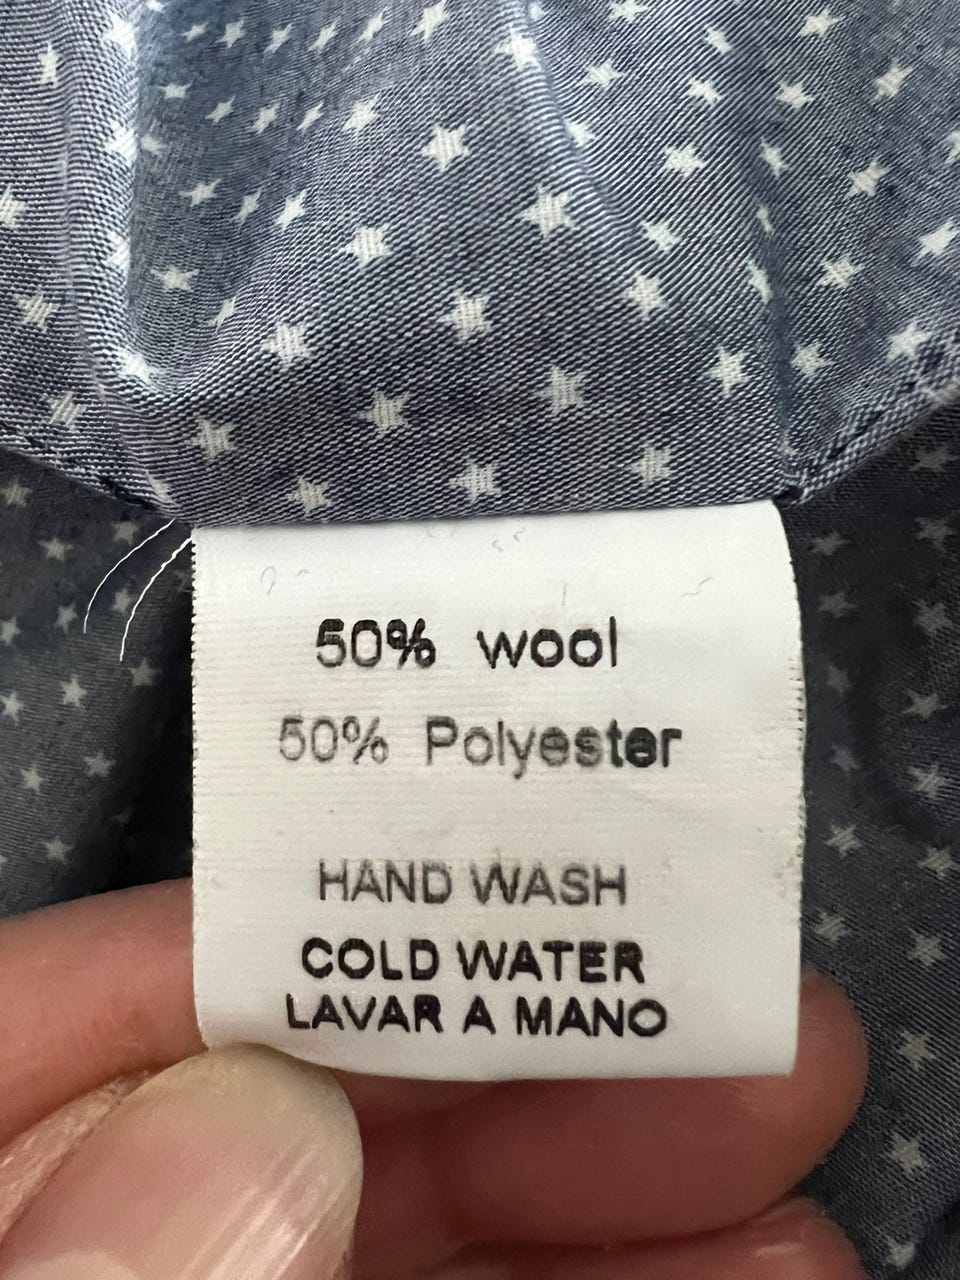 50% wool
50% Polyester
HAND WASH
COLD WATER
LAVAR A MANO